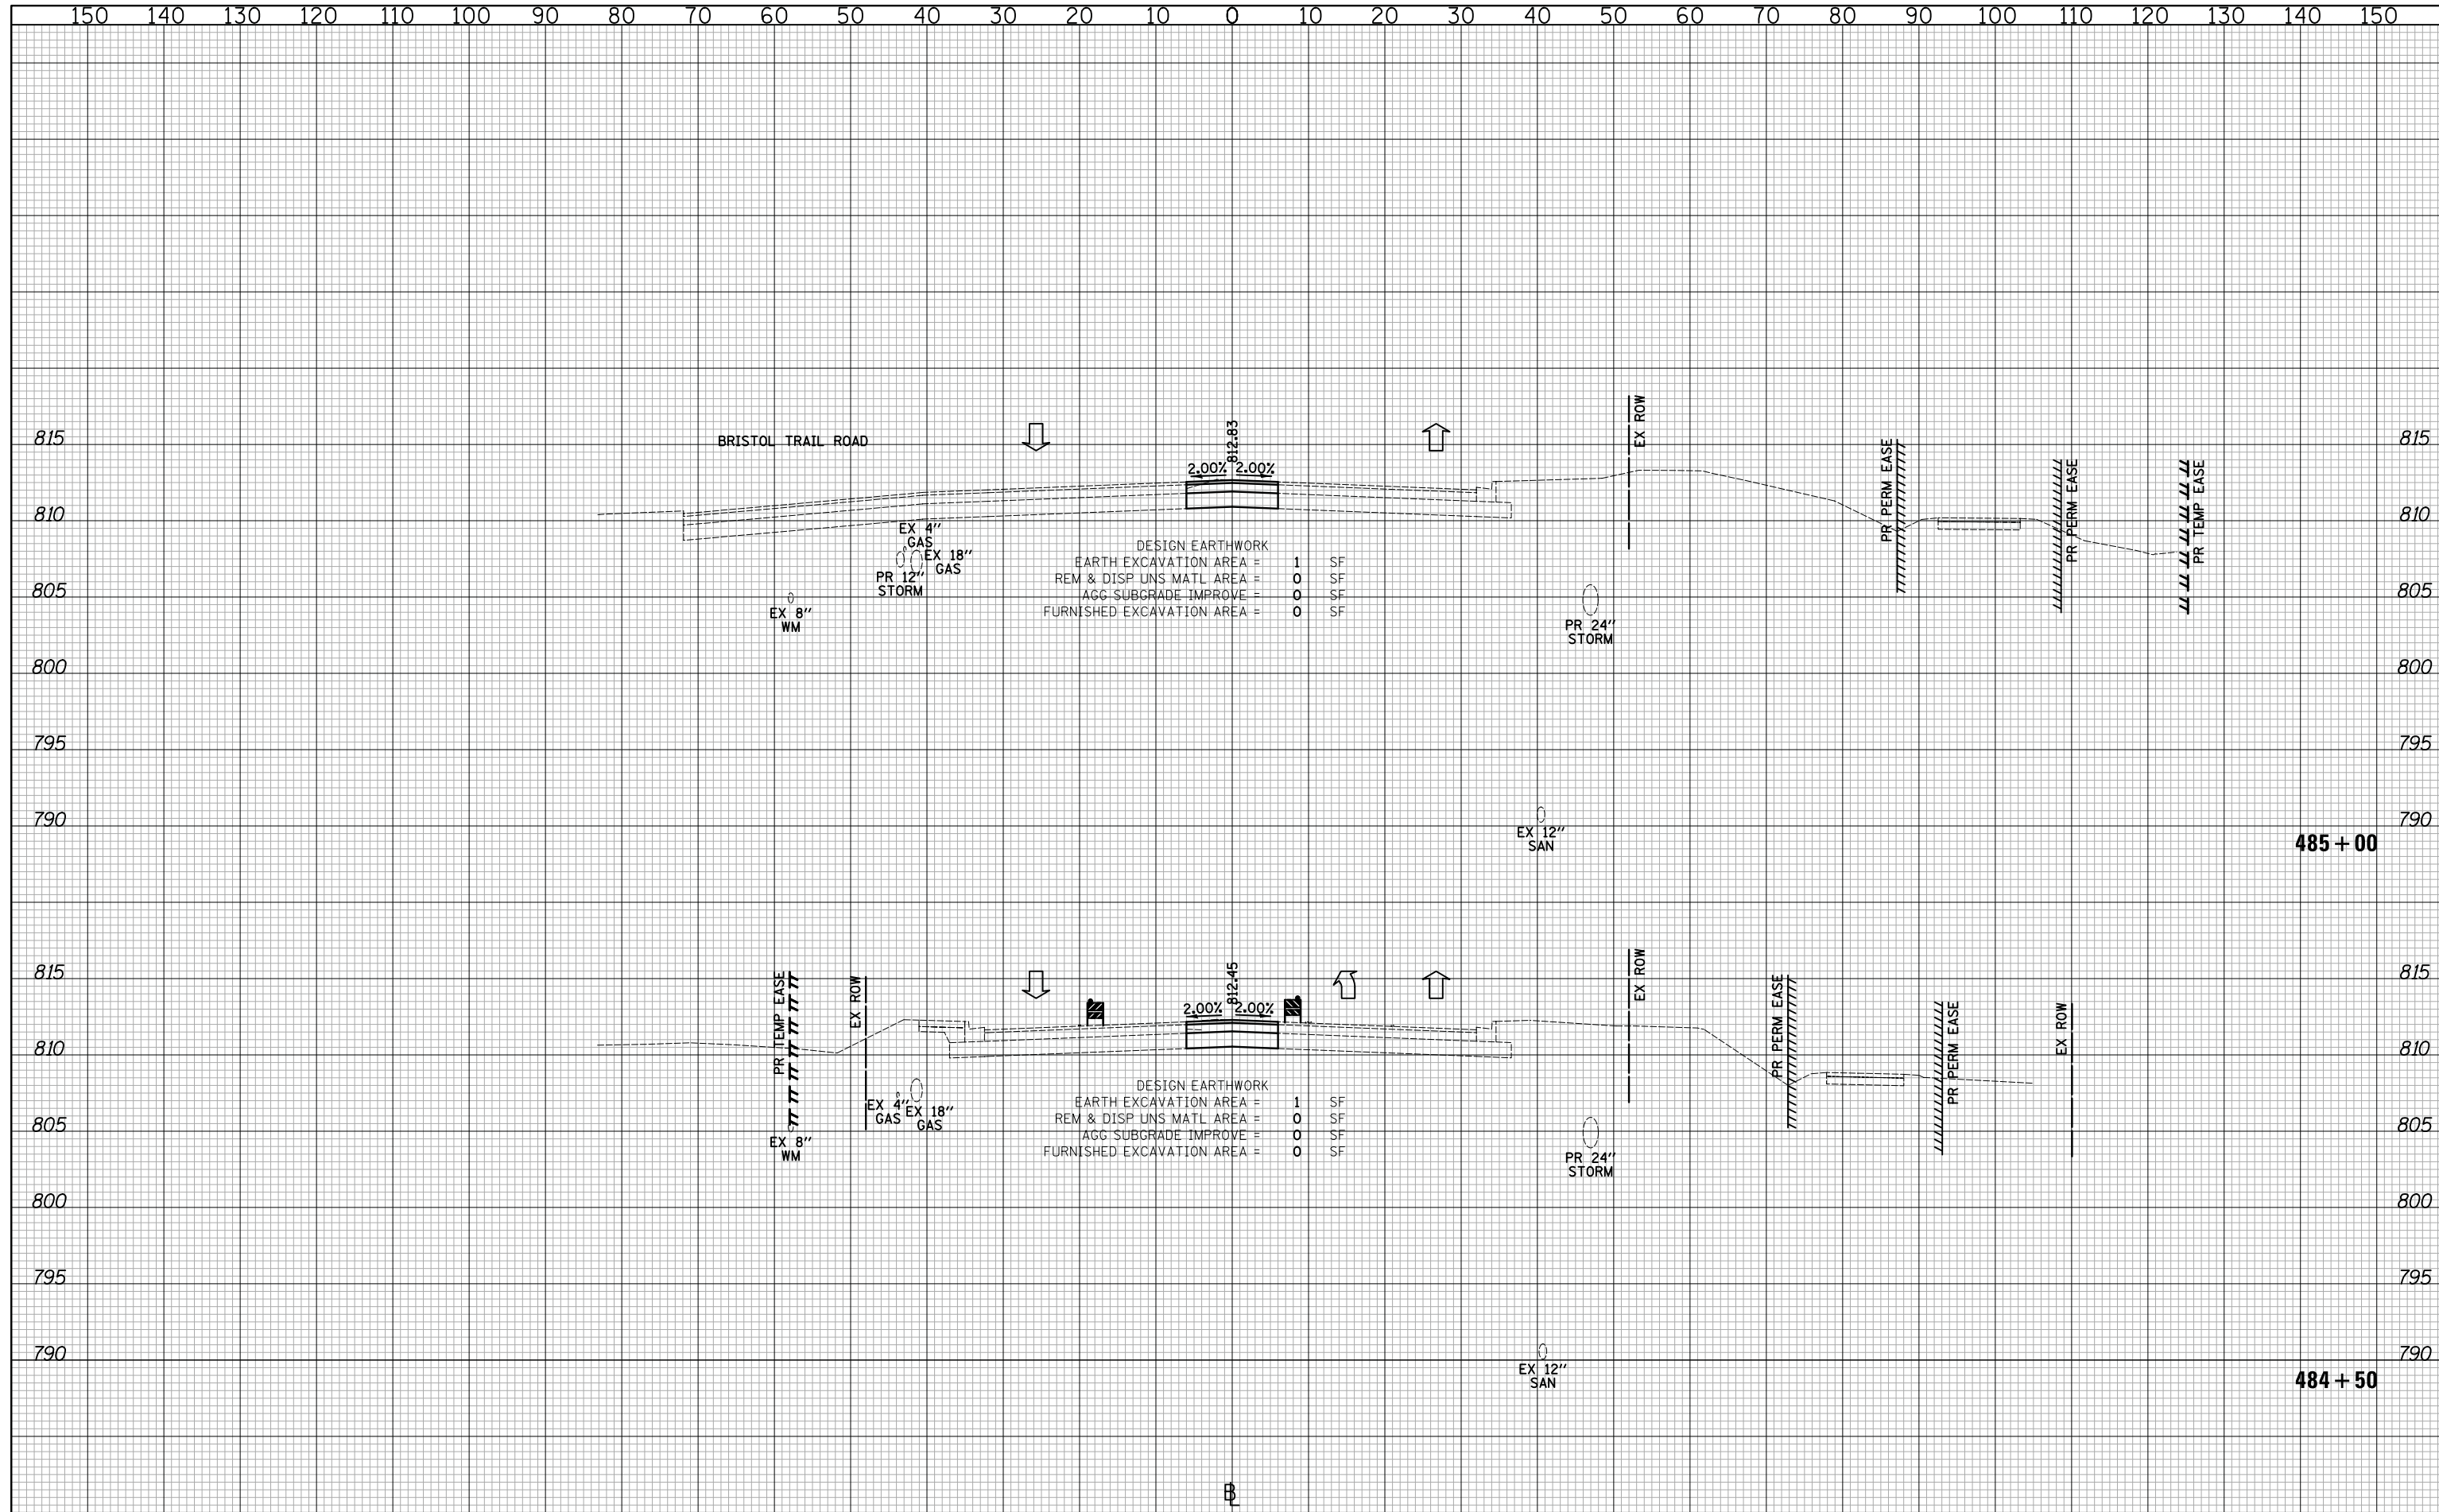 150 140 130 120 110 100 90 80 70 60 50 40 30 20 10 0 10 20 30 40 50 60 70 80 90 100 110 120 130 140 150
EX ROW
812.83
815 BRISTOL TRAIL ROAD 815
PR PERM EASE
PR PERM EASE
PR TEMP EASE
2.00% 2.00%
810 810
EX 4"
GAS
EX 18"
GAS
PR 12"
STORM
DESIGN EARTHWORK
EARTH EXCAVATION AREA = 1 SF
REM & DISP UNS MATL AREA = 0 SF
AGG SUBGRADE IMPROVE = 0 SF
FURNISHED EXCAVATION AREA = 0 SF
805 805
EX 8"
WM
PR 24"
STORM
800 800
795 795
790 790
EX 12"
SAN
485+00
812.45
EX ROW
815 815
PR TEMP EASE
EX ROW
PR PERM EASE
PR PERM EASE
EX ROW
2.00% 2.00%
810 810
DESIGN EARTHWORK
EARTH EXCAVATION AREA = 1 SF
REM & DISP UNS MATL AREA = 0 SF
AGG SUBGRADE IMPROVE = 0 SF
FURNISHED EXCAVATION AREA = 0 SF
EX 4"
GAS
EX 18"
GAS
805 805
EX 8"
WM
PR 24"
STORM
800 800
795 795
790 790
EX 12"
SAN
484+50
BL